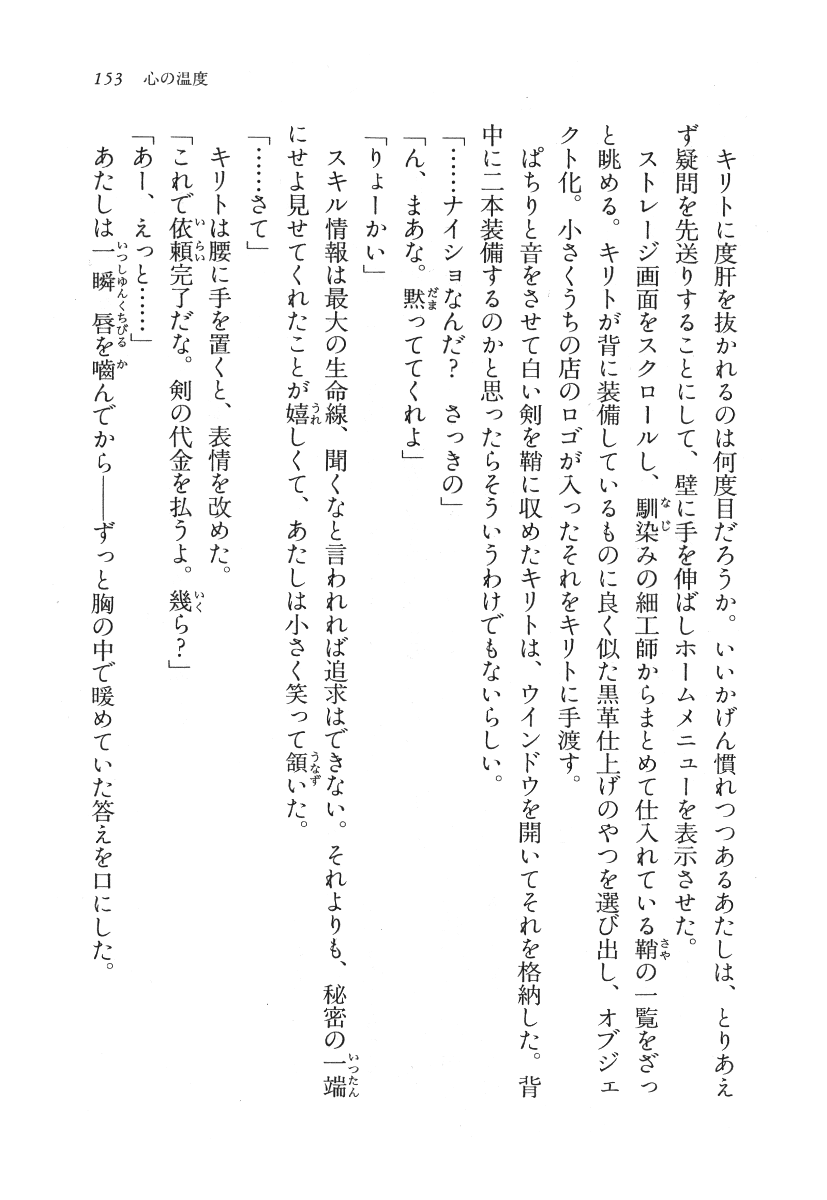 153 心の温度
キリトに度肝を抜かれるのは何度目だろうか。いいかげん慣れつつあるあたしは、とりあえ
ず疑問を先送りすることにして、壁に手を伸ばしホームメニューを表示させた。
ストレージ画面をスクロールし、馴染みの細工師からまとめて仕入れている鞘の一覧をざっ
と眺める。キリトが背に装備しているものに良く似た黒革仕上げのやつを選び出し、オブジェ
クト化。小さくうちの店のロゴが入ったそれをキリトに手渡す。
ぱちりと音をさせて白い剣を鞘に収めたキリトは、ウインドウを開いてそれを格納した。背
中に二本装備するのかと思ったらそういうわけでもないらしい。
「……ナイショなんだ？　さっきの」
「ん、まあな。黙っててくれよ」
「りょーかい」
スキル情報は最大の生命線、聞くなと言われれば追求はできない。それよりも、秘密の一端
にせよ見せてくれたことが嬉しくて、あたしは小さく笑って頷いた。
「……さて」
キリトは腰に手を置くと、表情を改めた。
「これで依頼完了だな。剣の代金を払うよ。幾ら？」
「あー、えっと……」
あたしは一瞬唇を嚙んでから――ずっと胸の中で暖めていた答えを口にした。